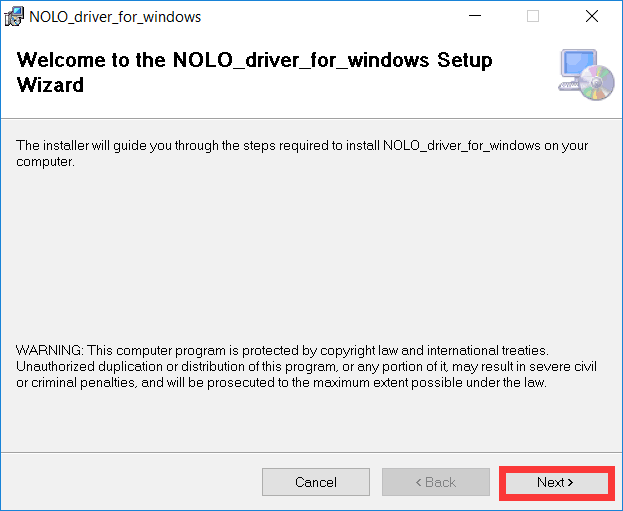 NOLO_driver_for_windows
Welcome to the NOLO_driver_for_windows Setup
Wizard
The installer will guide you through the steps required to install NOLO_driver_for_windows on your
computer.
WARNING: This computer program is protected by copyright law and international treaties.
Unauthorized duplication or distribution of this program, or any portion of it, may result in severe civil
or criminal penalties, and will be prosecuted to the maximum extent possible under the law.
Cancel
< Back
Next >